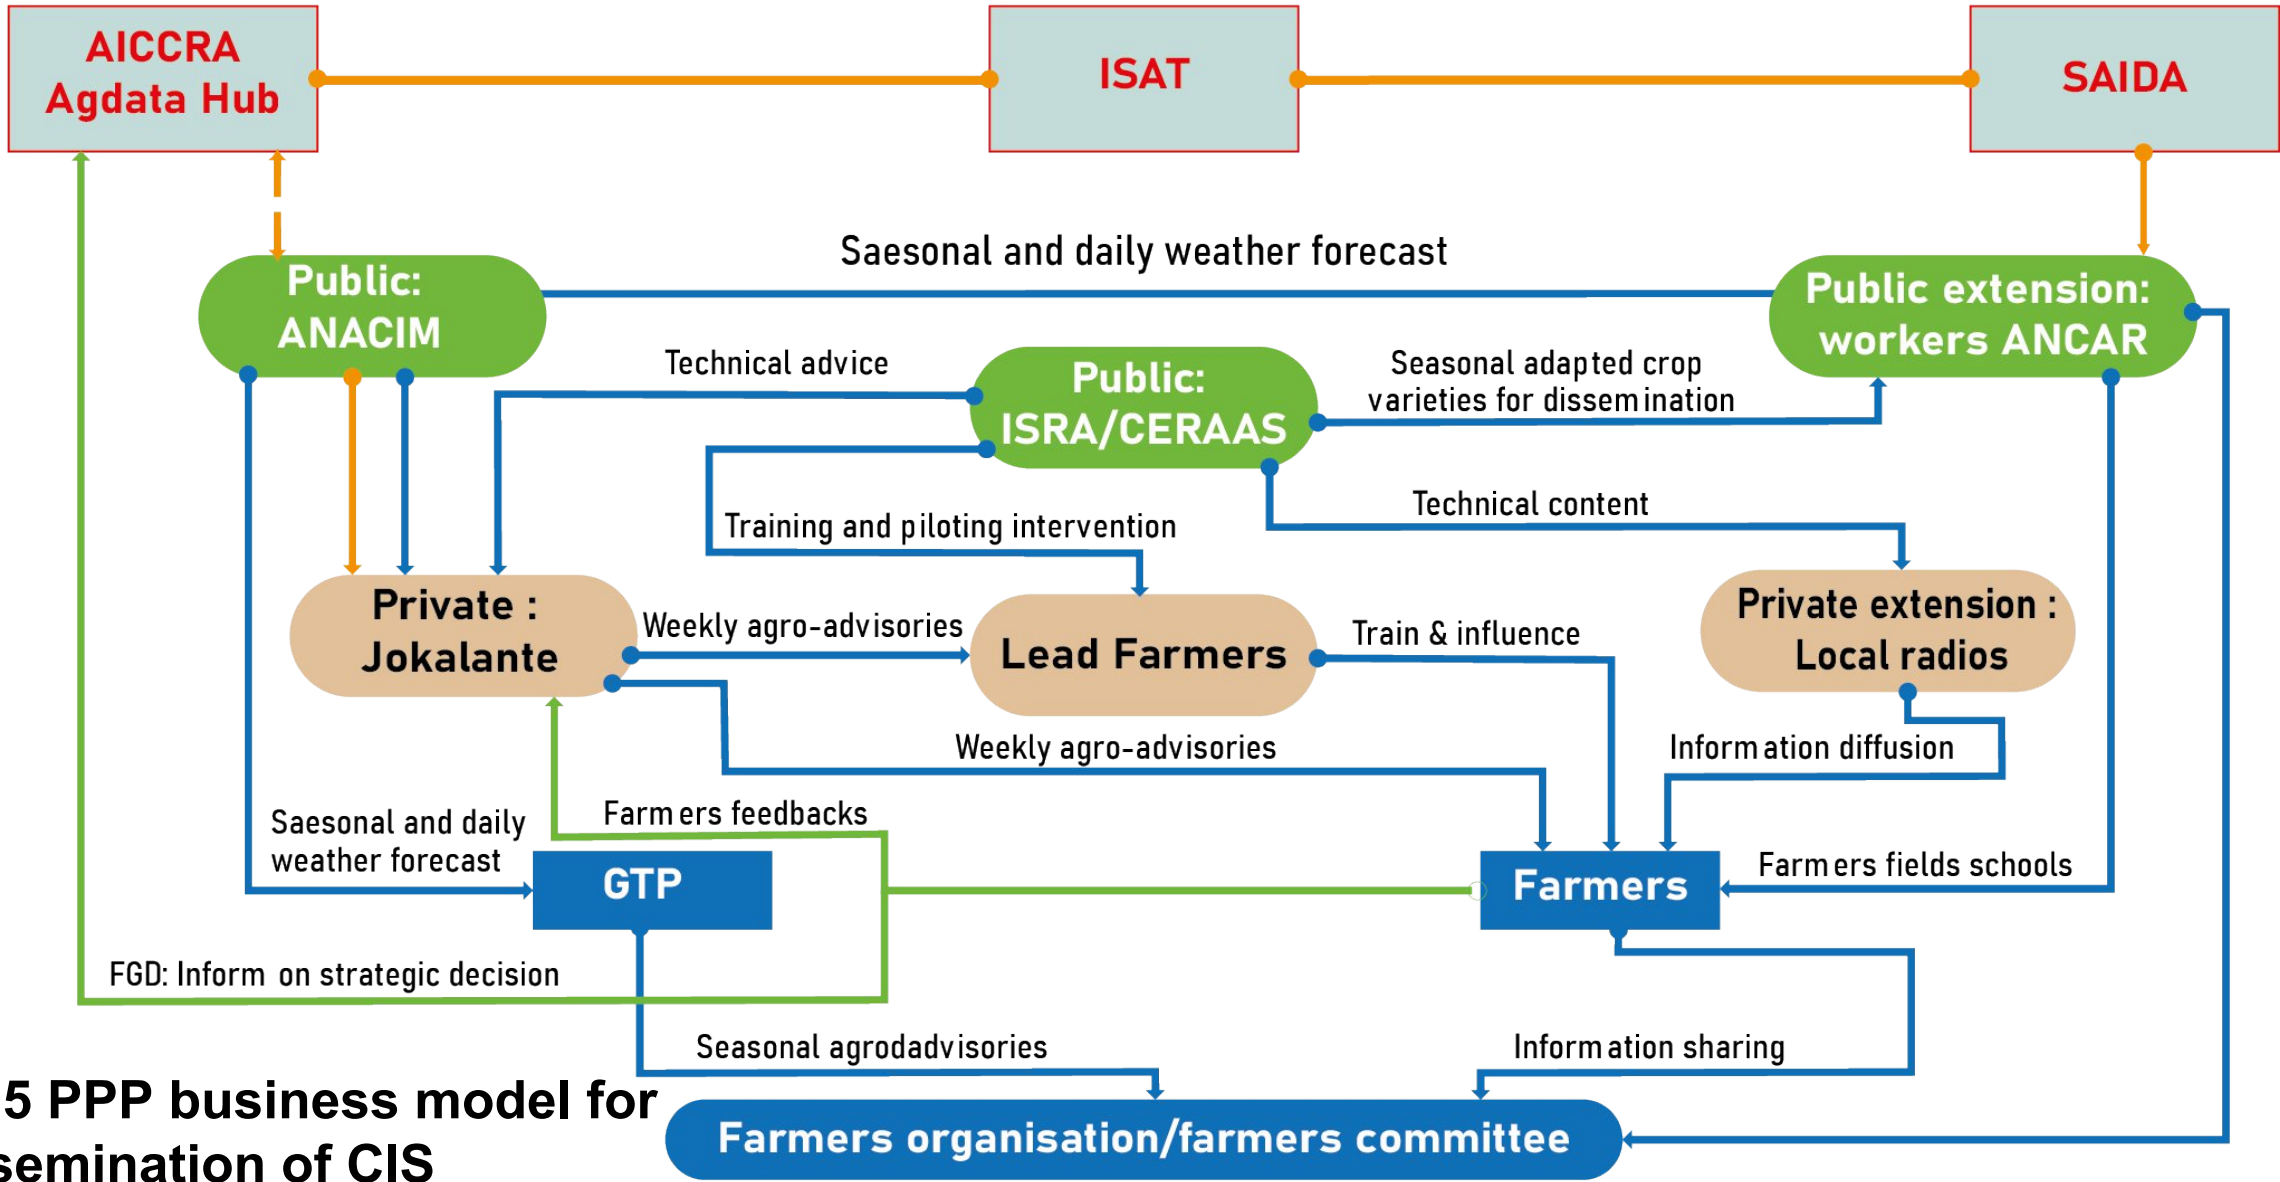 AICCRA
Agdata Hub
ISAT
SAIDA
Saesonal and daily weather forecast
Public:
ANACIM
Public extension:
workers ANCAR
Technical advice
Public:
ISRA/CERAAS
Seasonal adapted crop
varieties for dissemination
Technical content
Training and piloting intervention
Private :
Jokalante
Weekly agro-advisories
Lead Farmers
Train & influence
Private extension :
Local radios
Weekly agro-advisories
Information diffusion
Farmers feedbacks
Saesonal and daily
weather forecast
GTP
Farmers
Farmers fields schools
FGD: Inform on strategic decision
Seasonal agrodadvisories
Information sharing
5 PPP business model for
semination of CIS
Farmers organisation/farmers committee